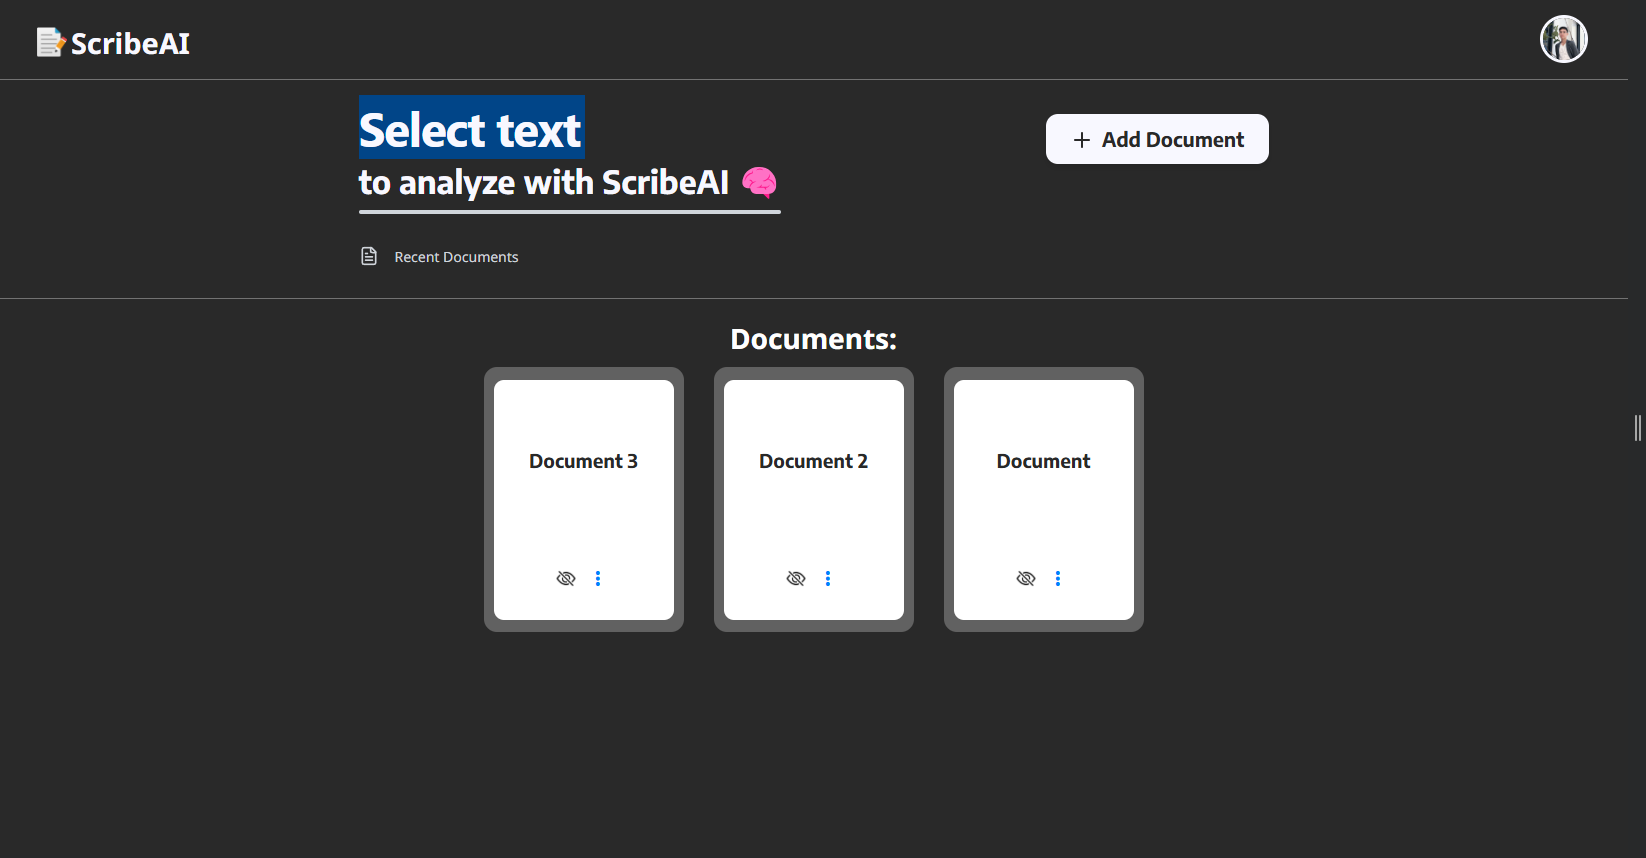 ScribeAI
Select text
to analyze with ScribeAI
+ Add Document
Recent Documents
Documents:
Document 3
Document 2
Document